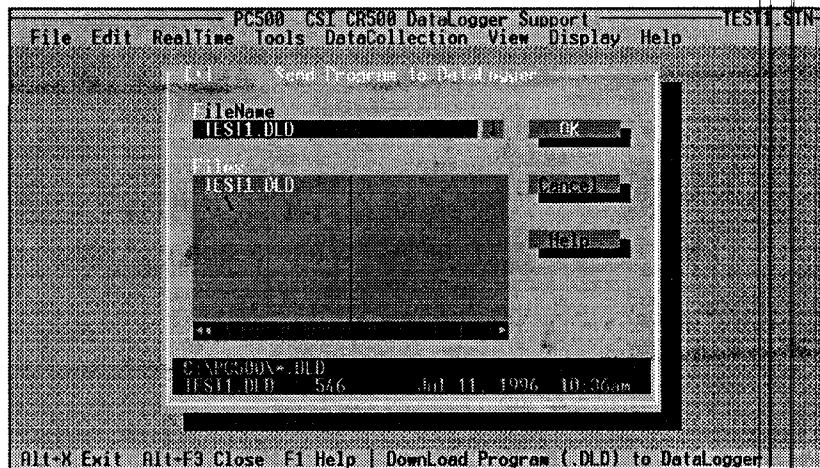 PC500 CSI CR500 DataLogger Support TEST1.STN
File Edit RealTime Tools DataCollection View Display Help
Send Program to DataLogger
FileName
TEST1.DLD
OK
Files
TEST1.DLD
..\
Cancel
Help
C:\PC500\*.DLD
TEST1.DLD 546 Jul 11, 1996 10:36am
Alt-X Exit Alt-F3 Close F1 Help | DownLoad Program (.DLD) to DataLogger